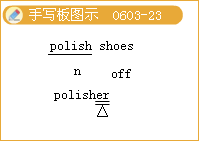 手写板图示 0603-23
polish shoes
n off
polisher